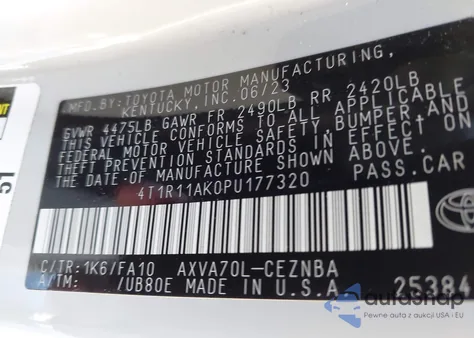 MFD.BY:TOYOTA MOTOR MANUFACTURING,
KENTUCKY,INC.06/23
GVWR 4475LB GAWR FR 2490LB RR 2420LB
THIS VEHICLE CONFORMS TO ALL APPLICABLE
FEDERAL MOTOR VEHICLE SAFETY, BUMPER, AND
THEFT PREVENTION STANDARDS IN EFFECT ON
THE DATE OF MANUFACTURE SHOWN ABOVE.
4T1R11AK0PU177320 PASS.CAR
C/TR:1K6/FA10 AXVA70L-CEZNBA
A/TM: /UB80E MADE IN U.S.A. 25384
autosnap
Pewne auta z USA i EU